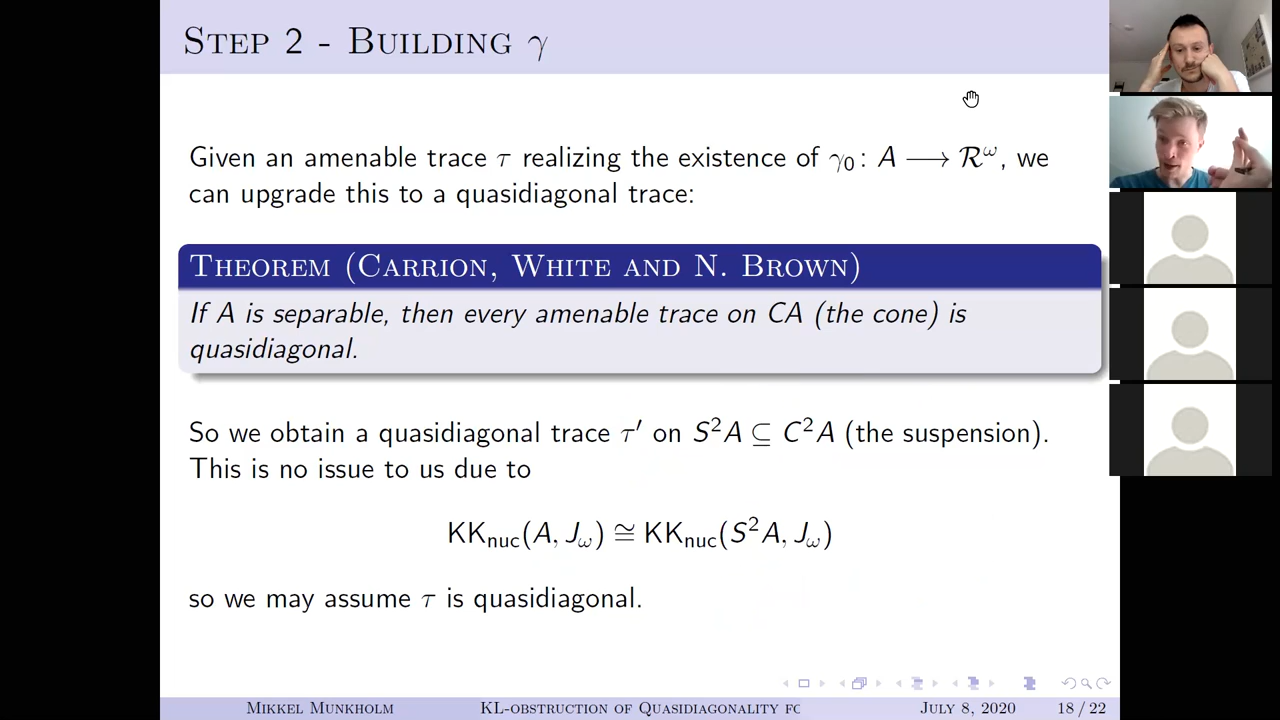 STEP 2 - BUILDING γ
Given an amenable trace τ realizing the existence of γ₀: A ⟶ ℛ^ω, we
can upgrade this to a quasidiagonal trace:
THEOREM (CARRION, WHITE AND N. BROWN)
If A is separable, then every amenable trace on CA (the cone) is
quasidiagonal.
So we obtain a quasidiagonal trace τ′ on S²A ⊆ C²A (the suspension).
This is no issue to us due to
KK_nuc(A, J_ω) ≅ KK_nuc(S²A, J_ω)
so we may assume τ is quasidiagonal.
MIKKEL MUNKHOLM KL-OBSTRUCTION OF QUASIDIAGONALITY FO JULY 8, 2020 18 / 22